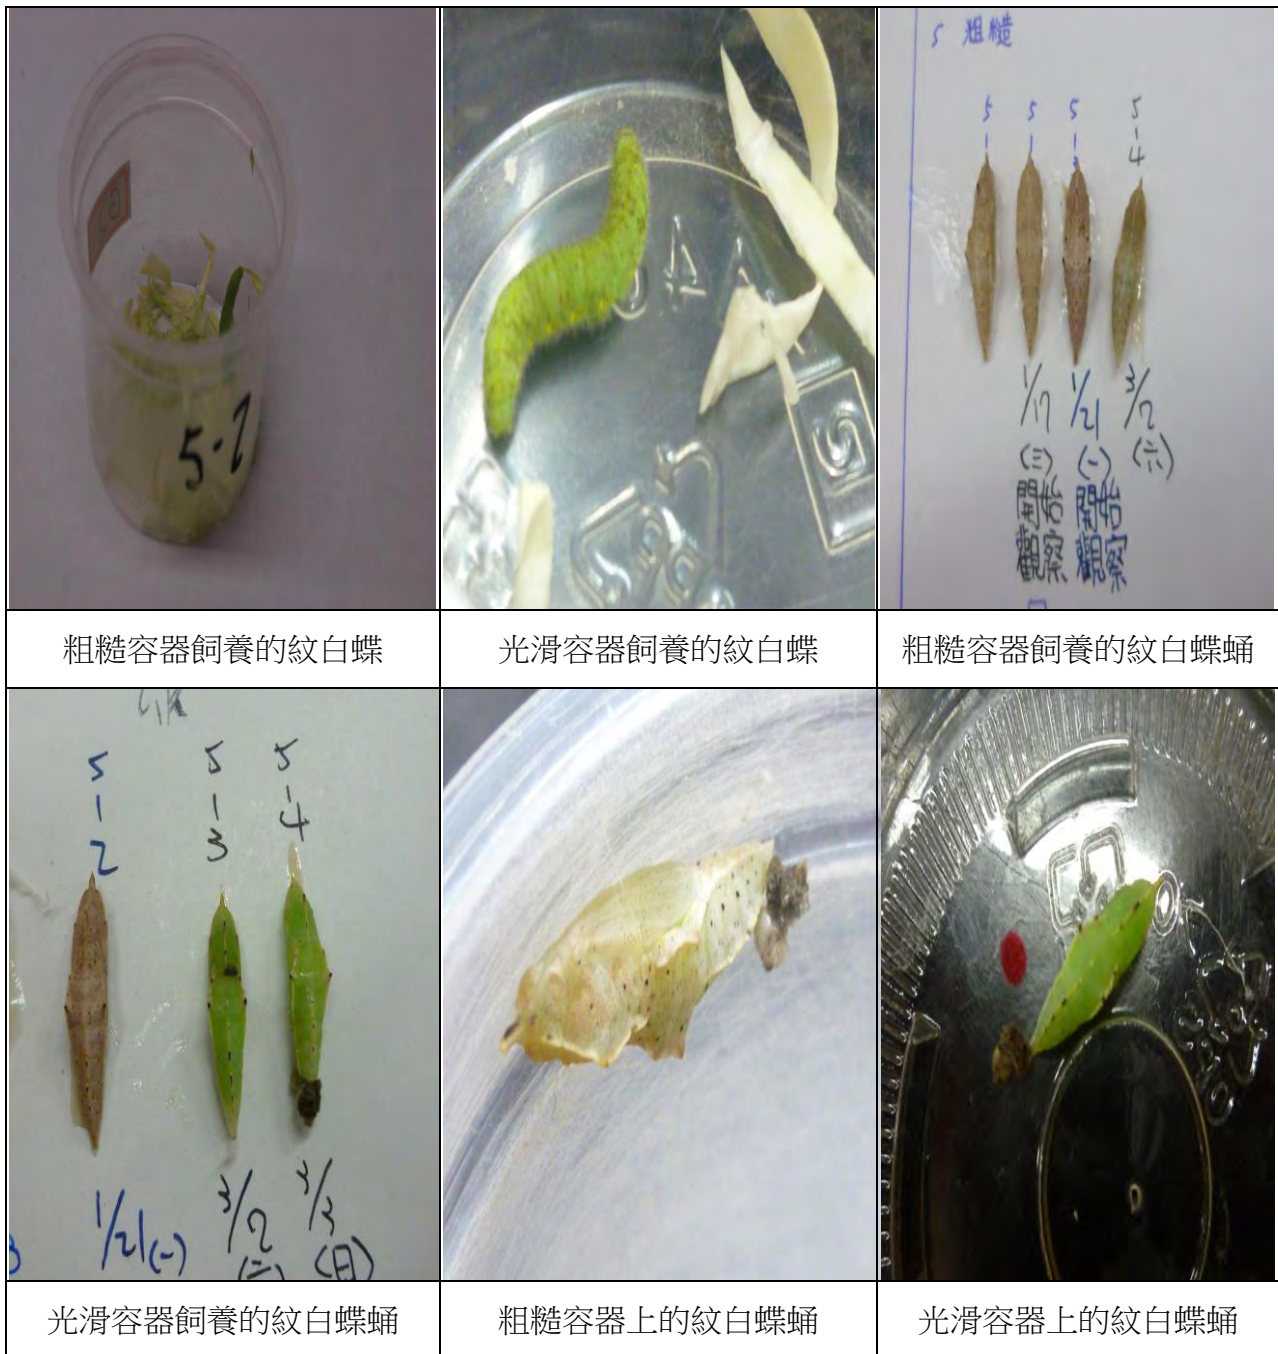 5-2
5 粗糙
5
5
5
5-4
1/17
(三)
開始
觀察
1/21
(一)
開始
觀察
3/2
(六)
粗糙容器飼養的紋白蝶
光滑容器飼養的紋白蝶
粗糙容器飼養的紋白蝶蛹
5-2
5-3
5-4
1/21(一)
3/2
3/3
(日)
光滑容器飼養的紋白蝶蛹
粗糙容器上的紋白蝶蛹
光滑容器上的紋白蝶蛹